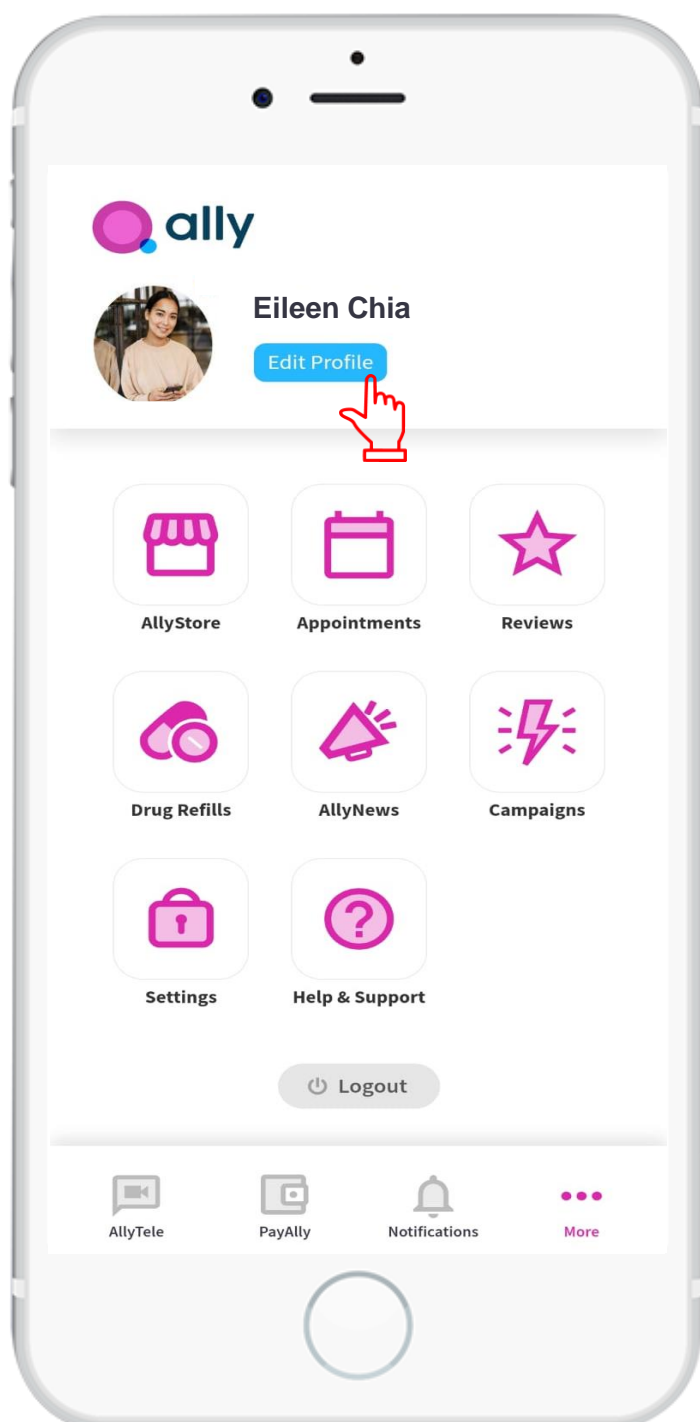 ally
Eileen Chia
Edit Profile
AllyStore Appointments Reviews
Drug Refills AllyNews Campaigns
?
Settings Help & Support
Logout
AllyTele PayAlly Notifications More